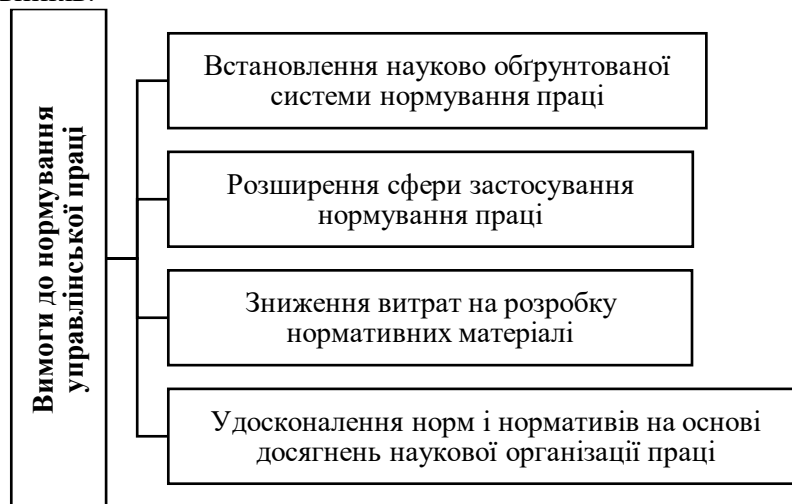 Вимоги до нормування
управлінської праці
Встановлення науково обґрунтованої
системи нормування праці
Розширення сфери застосування
нормування праці
Зниження витрат на розробку
нормативних матеріалі
Удосконалення норм і нормативів на основі
досягнень наукової організації праці